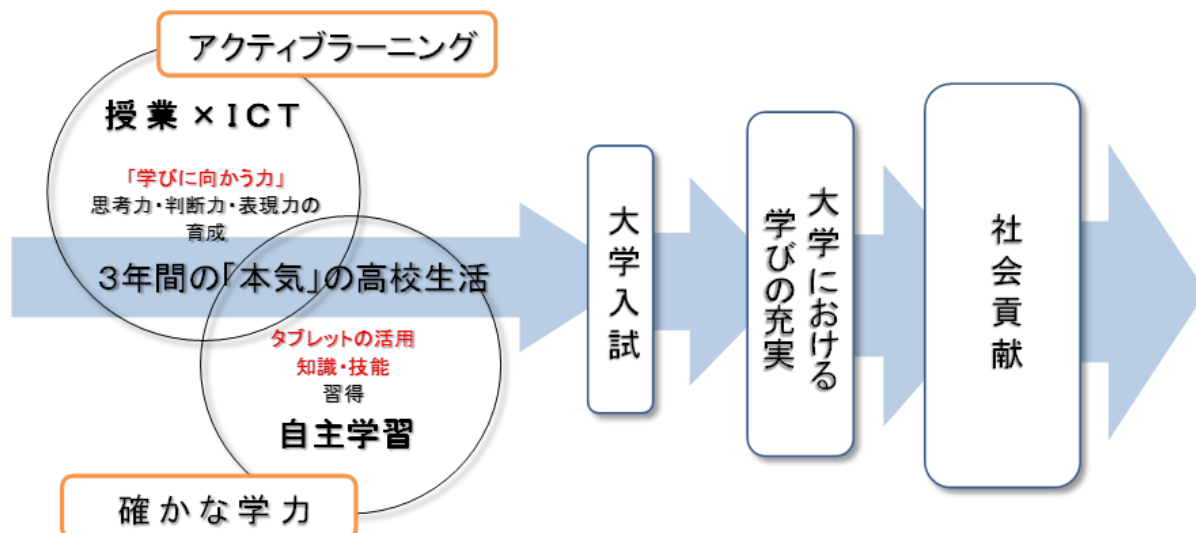 アクティブラーニング
授業×ICT
「学びに向かう力」
思考力・判断力・表現力の
育成
3年間の「本気」の高校生活
タブレットの活用
知識・技能
習得
自主学習
確かな学力
大学入試
大学における
学びの充実
社会貢献